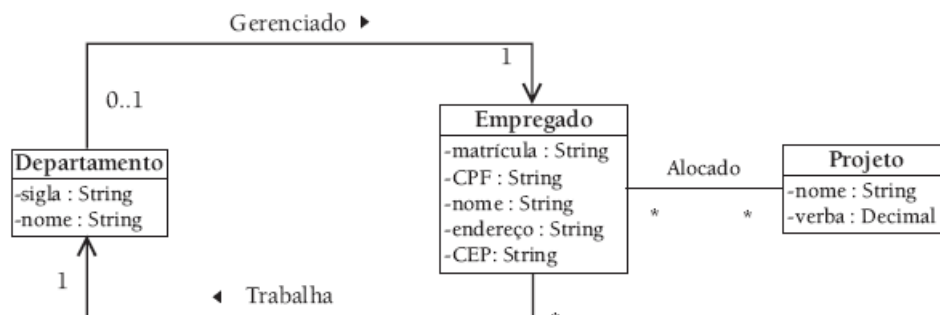 Gerenciado ▶
1
0..1
Empregado
-matrícula : String
-CPF : String
-nome : String
-endereço : String
-CEP: String
Departamento
-sigla : String
-nome : String
Alocado
* *
Projeto
-nome : String
-verba : Decimal
1
◀ Trabalha
*